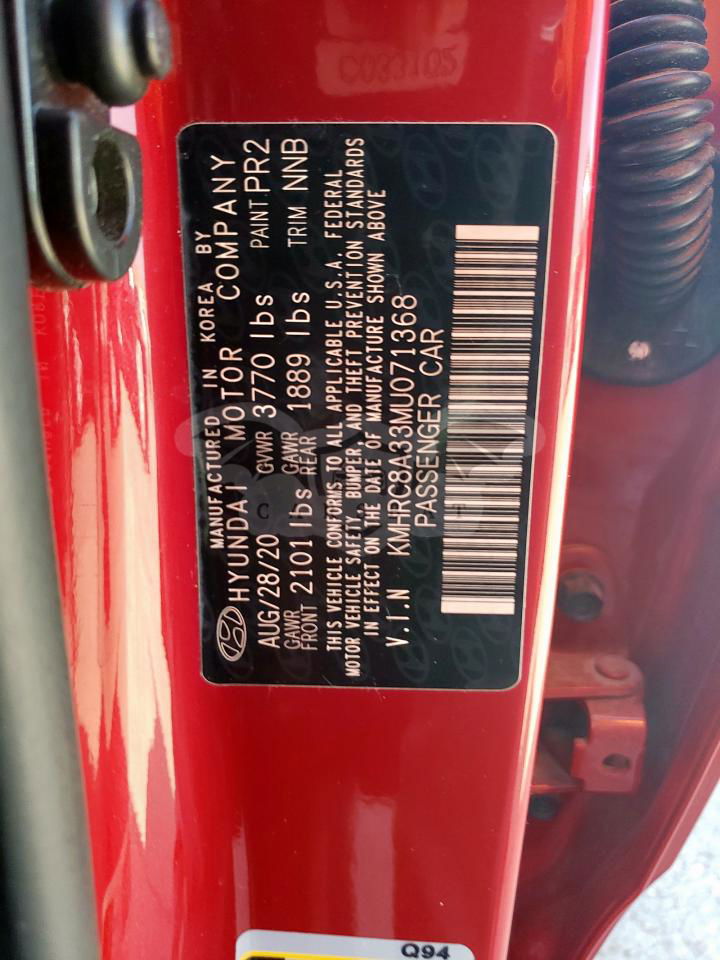 C0331QS
MANUFACTURED IN KOREA BY
HYUNDAI MOTOR COMPANY
AUG/28/20 GVWR 3770 lbs PAINT PR2
GAWR FRONT 2101 lbs GAWR REAR 1889 lbs TRIM NNB
THIS VEHICLE CONFORMS TO ALL APPLICABLE U.S.A. FEDERAL
MOTOR VEHICLE SAFETY, BUMPER, AND THEFT PREVENTION STANDARDS
IN EFFECT ON THE DATE OF MANUFACTURE SHOWN ABOVE
V.I.N KMHRC8A33MU071368
PASSENGER CAR
Q94